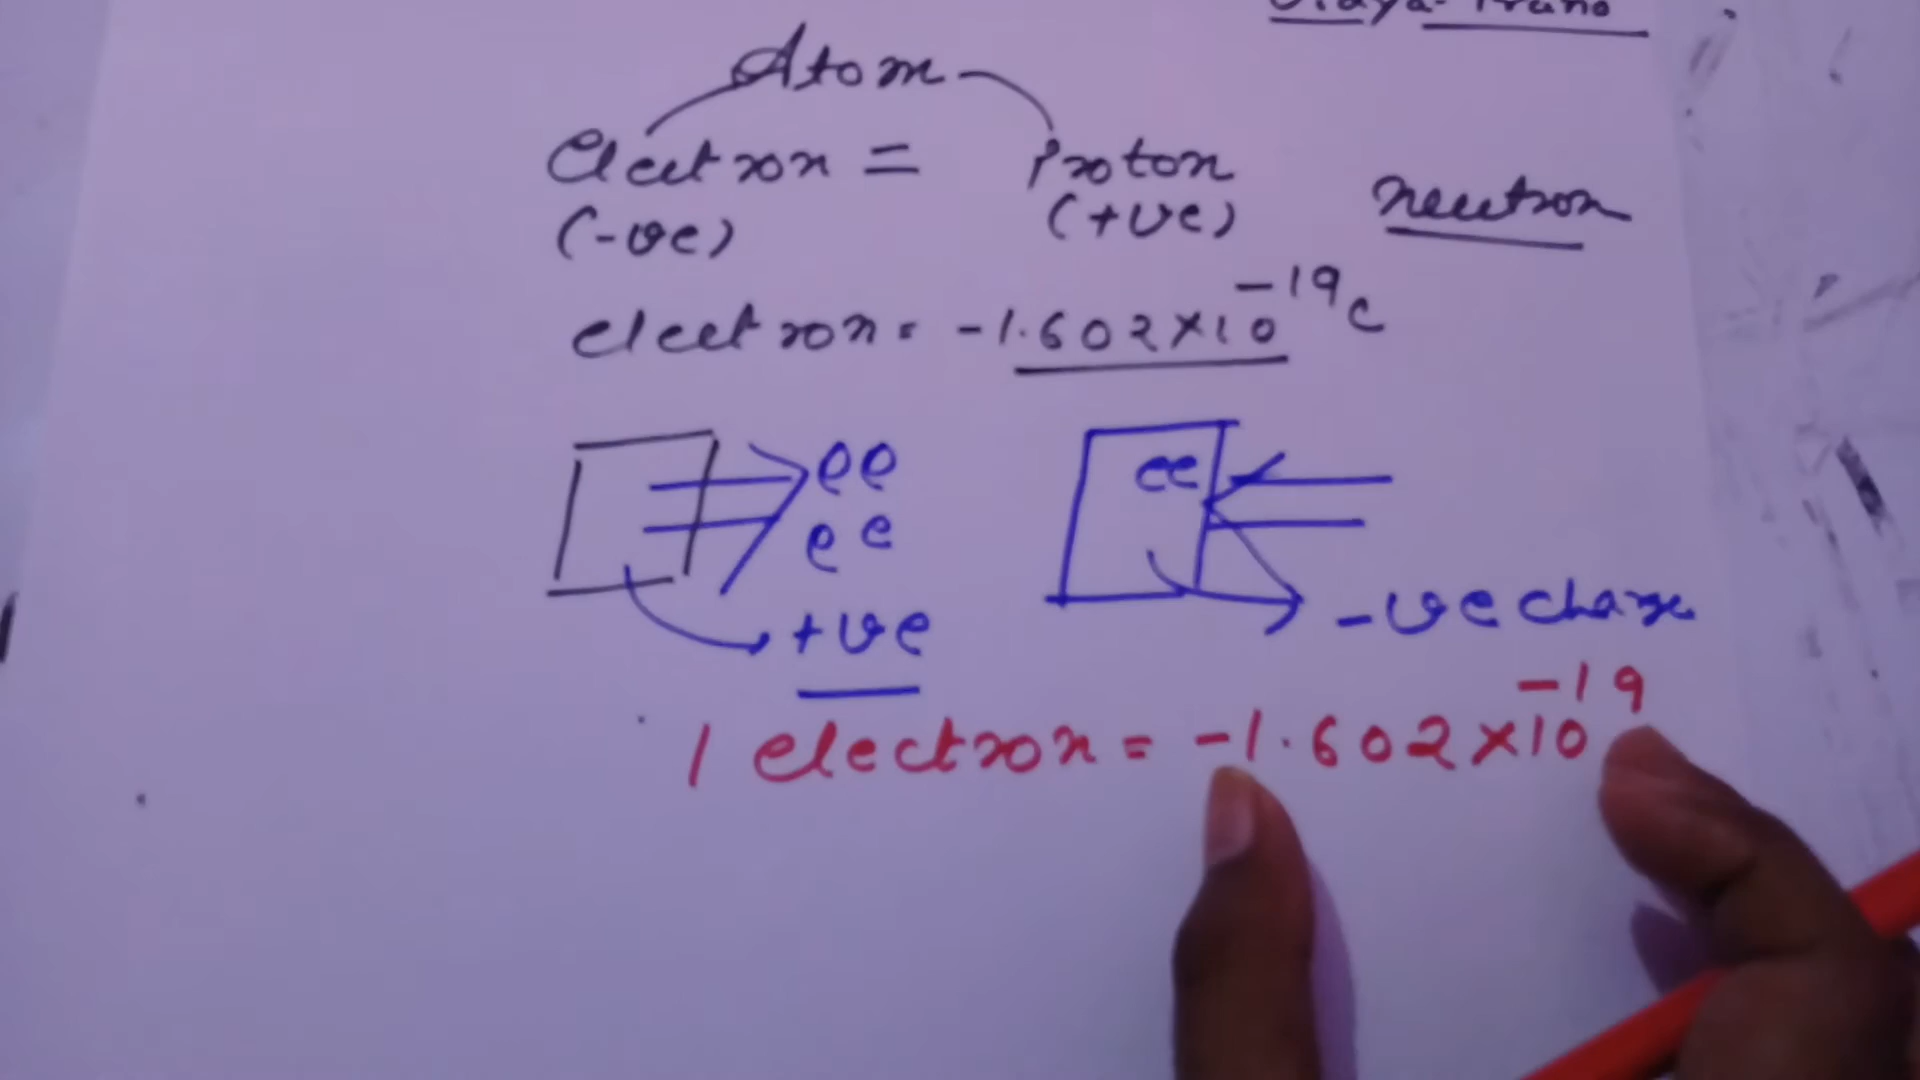 Atom
Electron = Proton
(-ve) (+ve) neutron
electron = -1.602×10⁻¹⁹c
ee ee
ee
+ve -ve charge
1 electron = -1.602×10⁻¹⁹